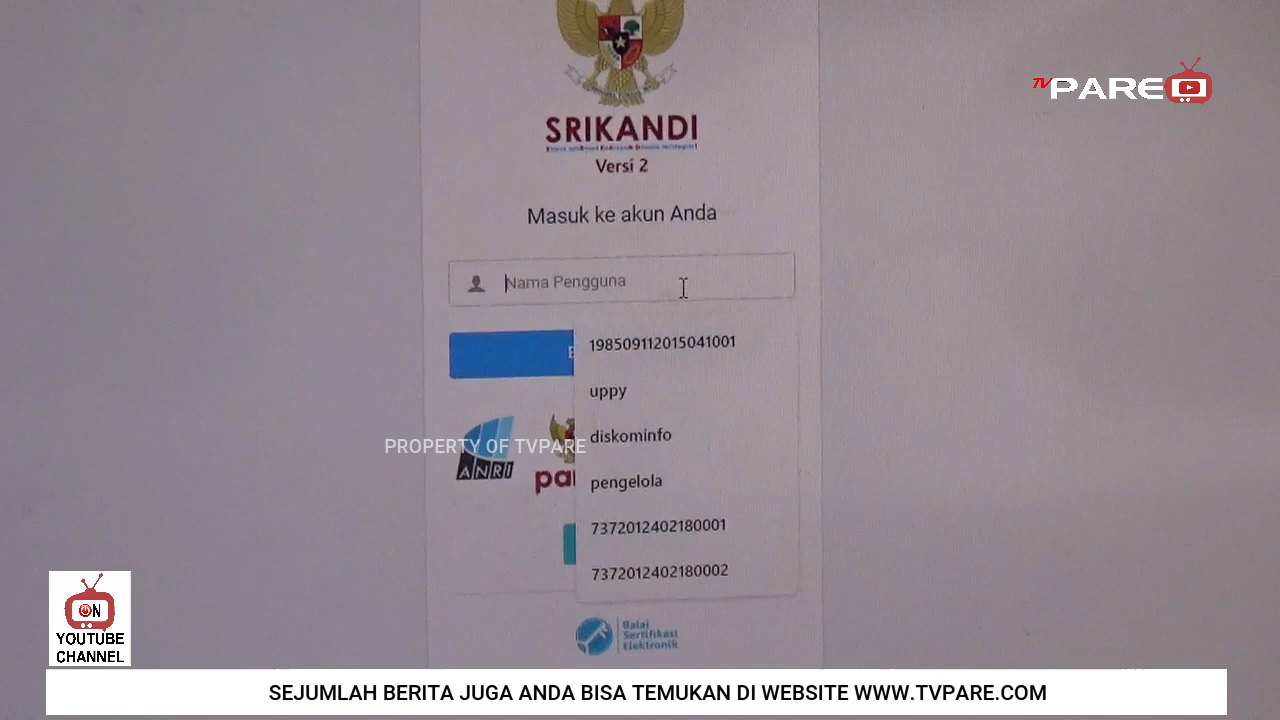 TVPARE
SRIKANDI
Versi 2
Masuk ke akun Anda
Nama Pengguna
198509112015041001
uppy
diskominfo
pengelola
7372012402180001
7372012402180002
PROPERTY OF TVPARE
ANRI
pa
Balai
Sertifikasi
Elektronik
ON
YOUTUBE
CHANNEL
SEJUMLAH BERITA JUGA ANDA BISA TEMUKAN DI WEBSITE WWW.TVPARE.COM